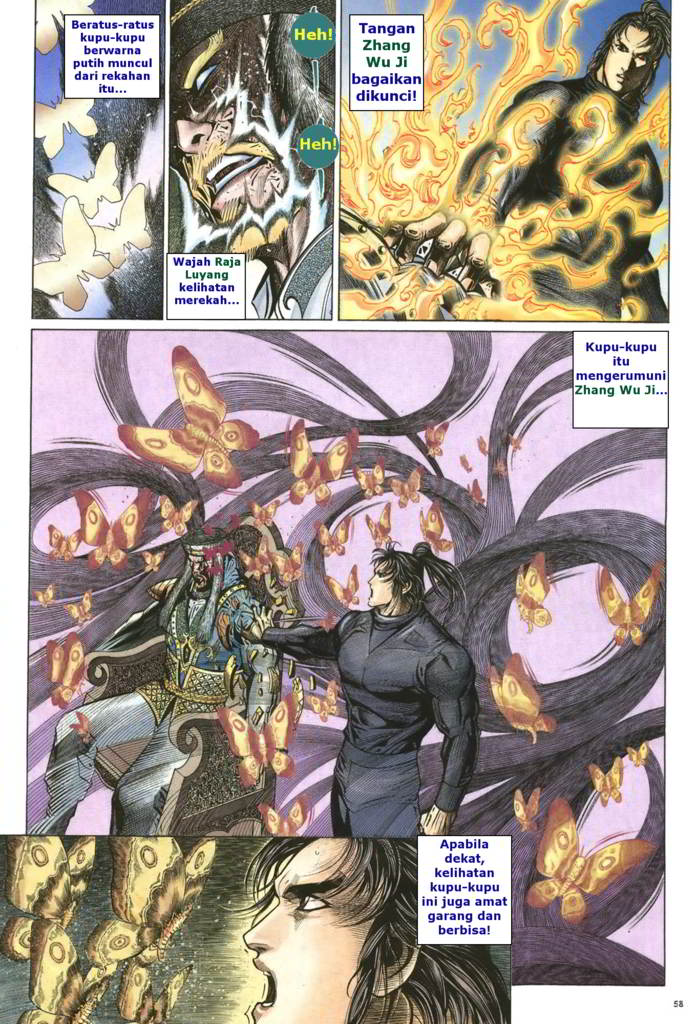 Beratus-ratus
kupu-kupu
berwarna
putih muncul
dari rekahan
itu...
Heh!
Heh!
Wajah Raja
Luyang
kelihatan
merekah...
Tangan
Zhang
Wu Ji
bagaikan
dikunci!
Kupu-kupu
itu
mengerumuni
Zhang Wu Ji...
Apabila
dekat,
kelihatan
kupu-kupu
ini juga amat
garang dan
berbisa!
58